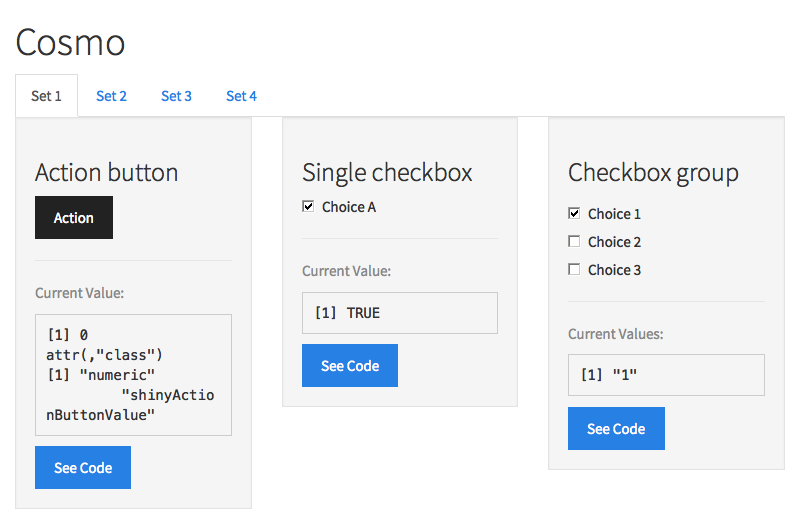 Cosmo
Set 1 Set 2 Set 3 Set 4
Action button
Action
Current Value:
[1] 0
attr(,"class")
[1] "numeric"
"shinyActio
nButtonValue"
See Code
Single checkbox
Choice A
Current Value:
[1] TRUE
See Code
Checkbox group
Choice 1
Choice 2
Choice 3
Current Values:
[1] "1"
See Code